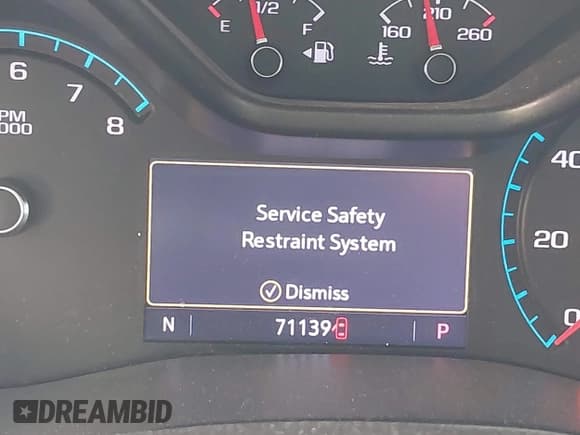 1/2
210
E
F
160
260
6
7
8
PM
000
40
20
0
Service Safety
Restraint System
Dismiss
N
71139
P
DREAMBID